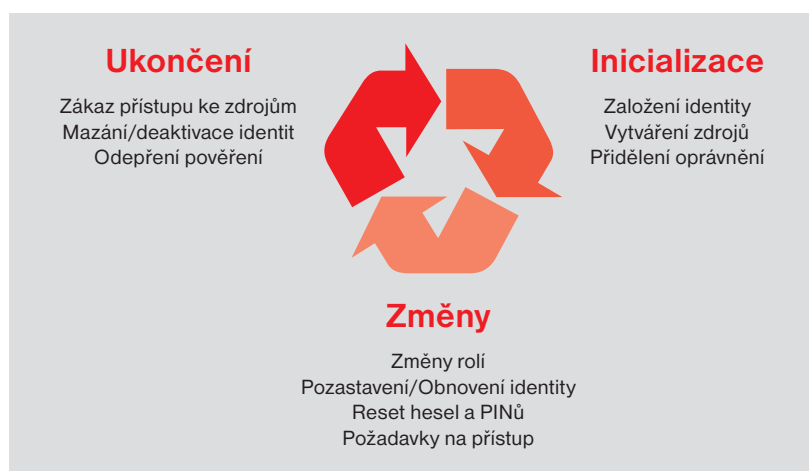 Ukončení
Zákaz přístupu ke zdrojům
Mazání/deaktivace identit
Odepření pověření
Inicializace
Založení identity
Vytváření zdrojů
Přidělení oprávnění
Změny
Změny rolí
Pozastavení/Obnovení identity
Reset hesel a PINů
Požadavky na přístup